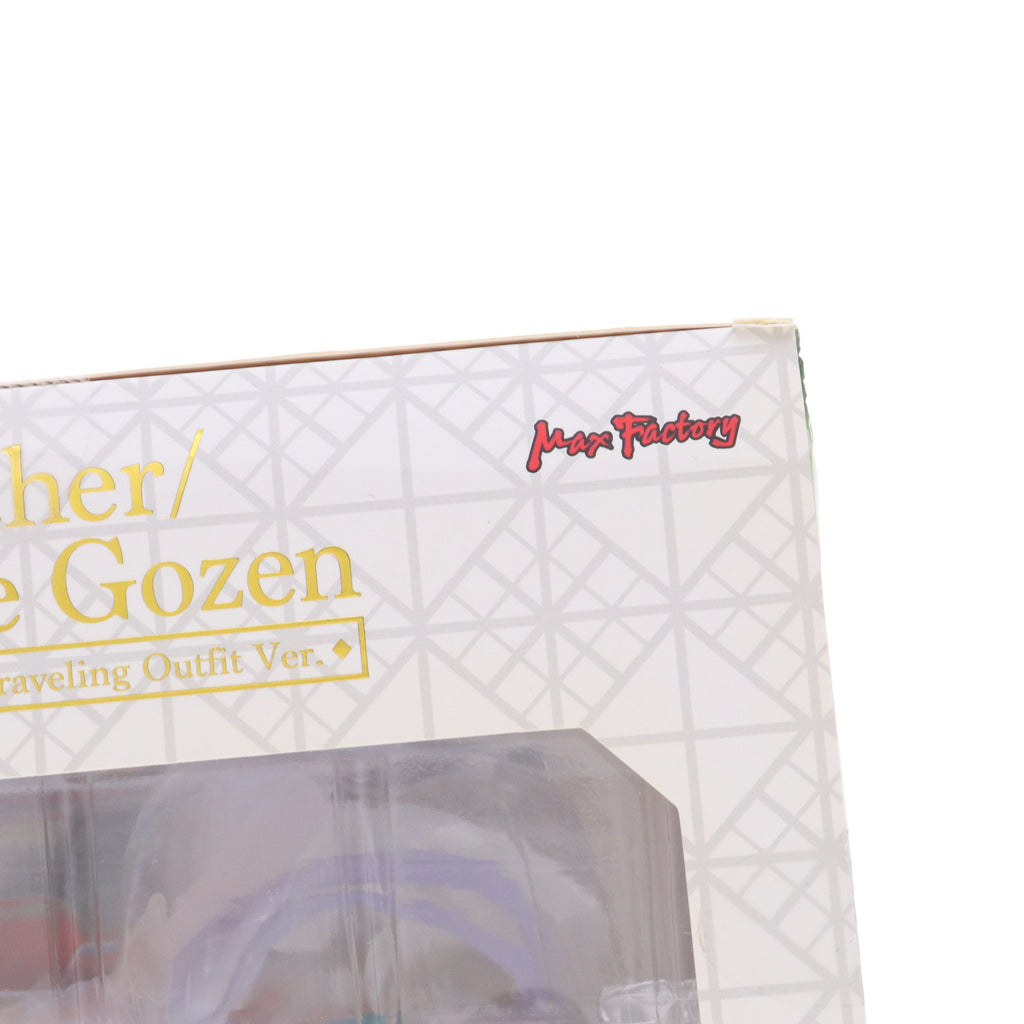 her/
e Gozen
raveling Outfit Ver.
Max Factory